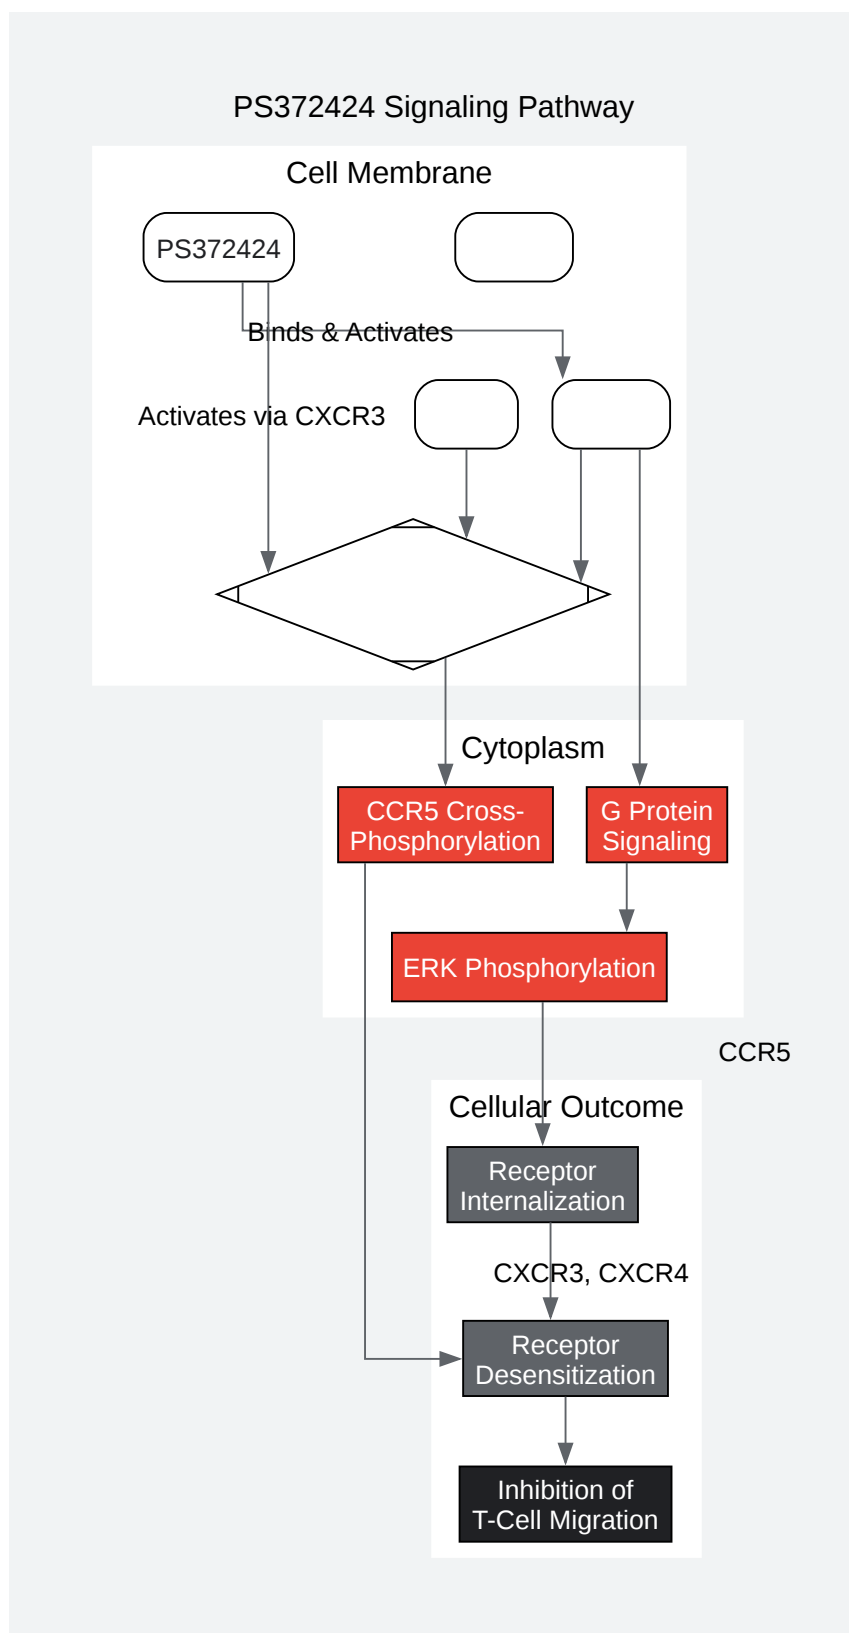 PS372424 Signaling Pathway
Cell Membrane
PS372424
Binds & Activates
Activates via CXCR3
Cytoplasm
CCR5 Cross-
Phosphorylation
G Protein
Signaling
ERK Phosphorylation
CCR5
Cellular Outcome
Receptor
Internalization
CXCR3, CXCR4
Receptor
Desensitization
Inhibition of
T-Cell Migration